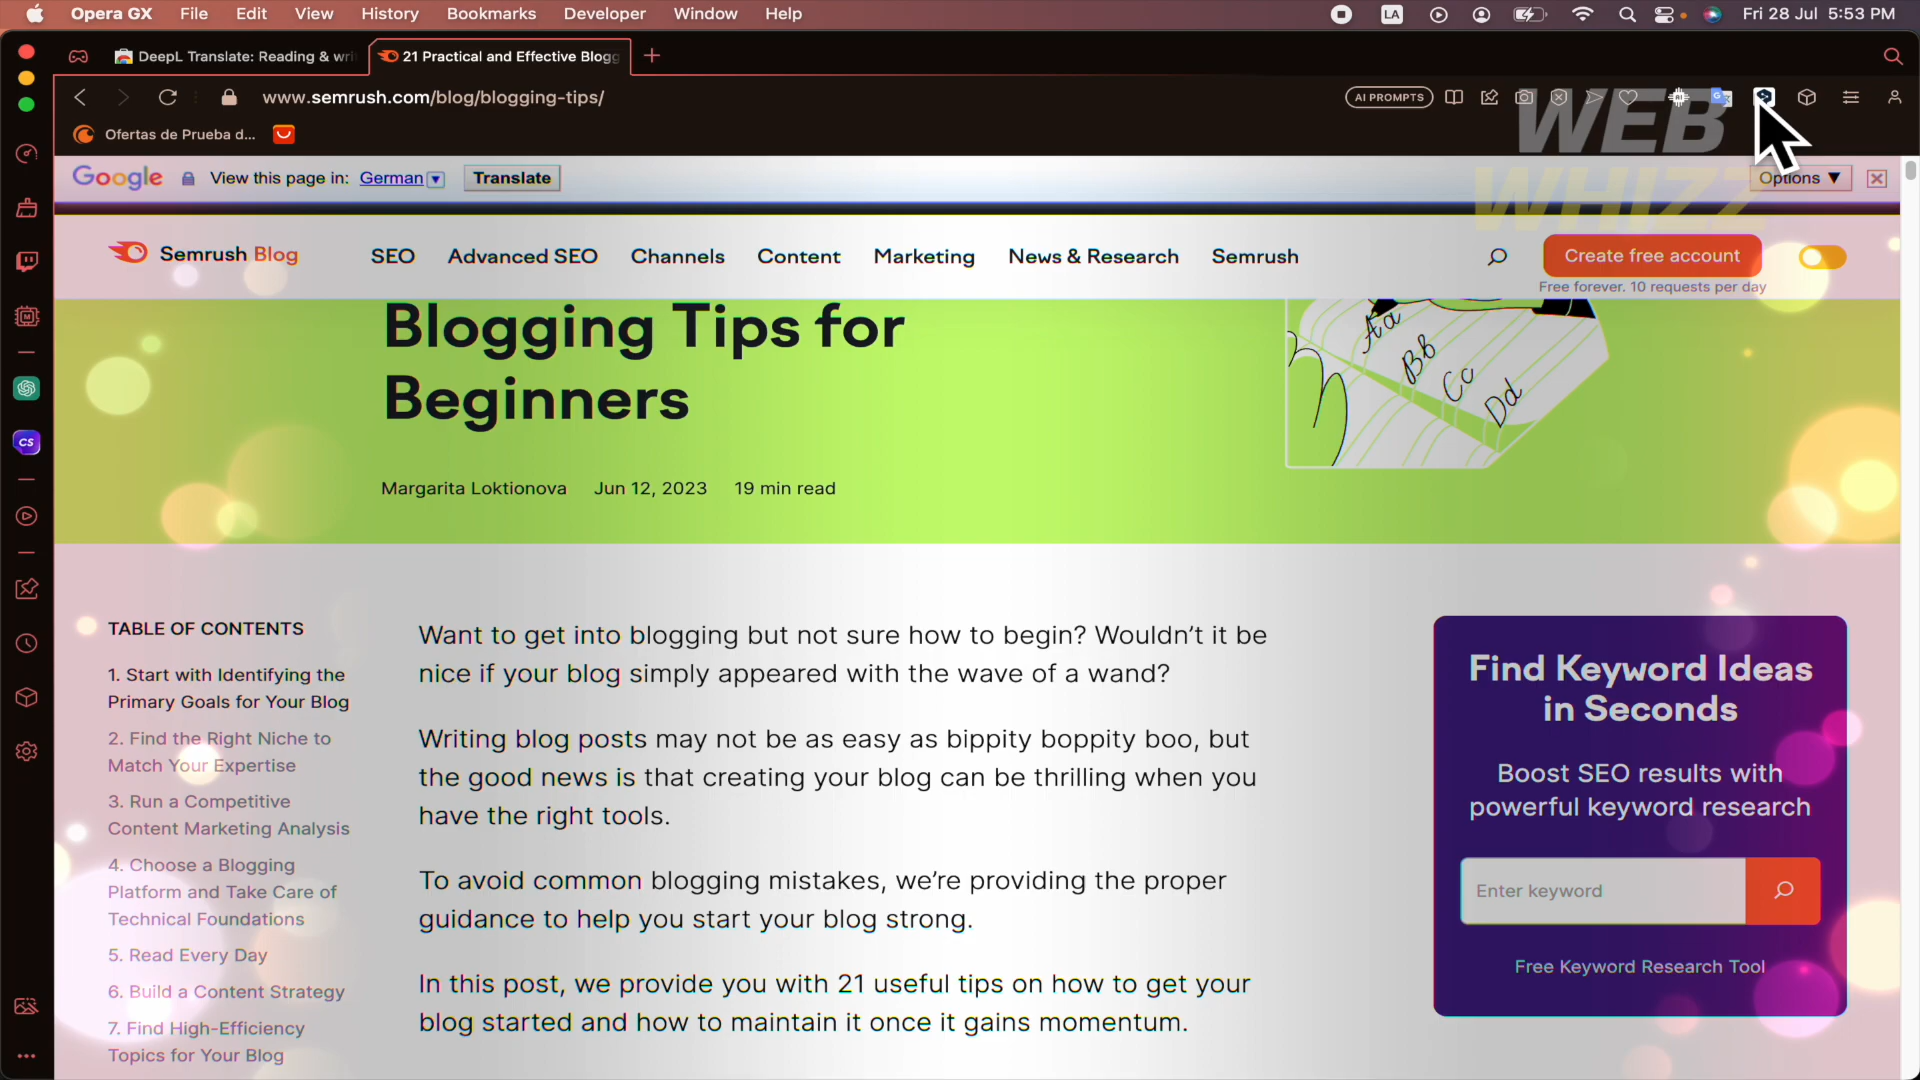 Opera GX File Edit View History Bookmarks Developer Window Help LA Fri 28 Jul 5:53 PM
DeepL Translate: Reading & wri 21 Practical and Effective Blogg
www.semrush.com/blog/blogging-tips/ AI PROMPTS
Ofertas de Prueba d...
WEB
WHIZZ
Google View this page in: German Translate Options
Semrush Blog SEO Advanced SEO Channels Content Marketing News & Research Semrush Create free account
Free forever. 10 requests per day
Blogging Tips for
Beginners
Aa
Bb
Cc
Dd
Margarita Loktionova Jun 12, 2023 19 min read
TABLE OF CONTENTS
1. Start with Identifying the
Primary Goals for Your Blog
2. Find the Right Niche to
Match Your Expertise
3. Run a Competitive
Content Marketing Analysis
4. Choose a Blogging
Platform and Take Care of
Technical Foundations
5. Read Every Day
6. Build a Content Strategy
7. Find High-Efficiency
Topics for Your Blog
Want to get into blogging but not sure how to begin? Wouldn’t it be
nice if your blog simply appeared with the wave of a wand?
Writing blog posts may not be as easy as bippity boppity boo, but
the good news is that creating your blog can be thrilling when you
have the right tools.
To avoid common blogging mistakes, we’re providing the proper
guidance to help you start your blog strong.
In this post, we provide you with 21 useful tips on how to get your
blog started and how to maintain it once it gains momentum.
Find Keyword Ideas
in Seconds
Boost SEO results with
powerful keyword research
Enter keyword
Free Keyword Research Tool
CS